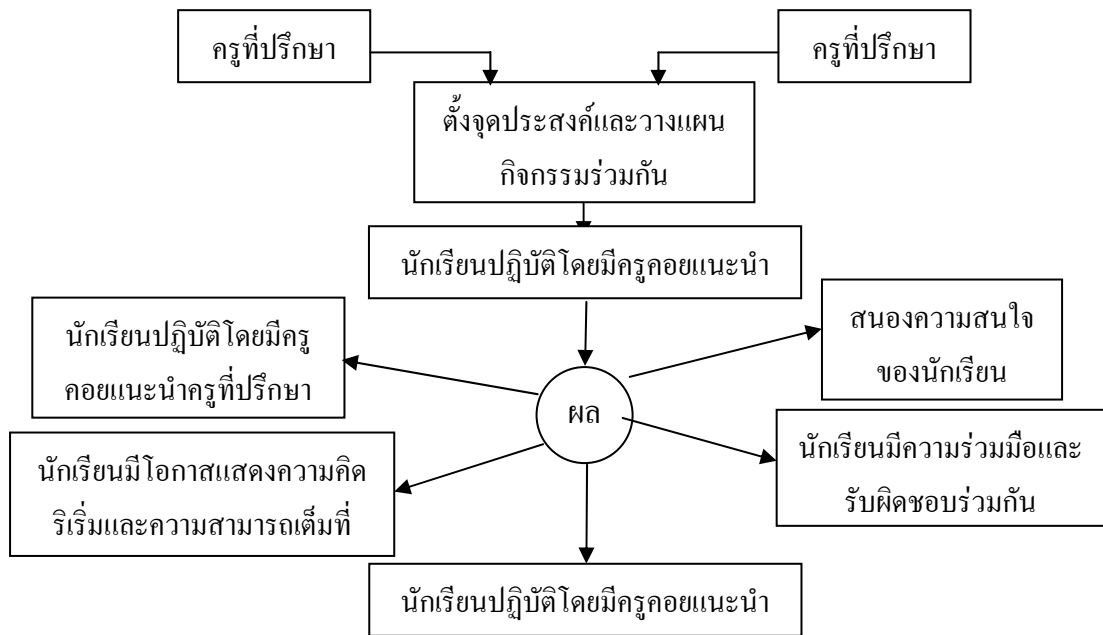 ครูที่ปรึกษา
ครูที่ปรึกษา
ตั้งจุดประสงค์และวางแผน
กิจกรรมร่วมกัน
นักเรียนปฏิบัติโดยมีครูคอยแนะนำ
นักเรียนปฏิบัติโดยมีครู
คอยแนะนำครูที่ปรึกษา
สนองความสนใจ
ของนักเรียน
ผล
นักเรียนมีโอกาสแสดงความคิด
ริเริ่มและความสามารถเต็มที่
นักเรียนมีความร่วมมือและ
รับผิดชอบร่วมกัน
นักเรียนปฏิบัติโดยมีครูคอยแนะนำ